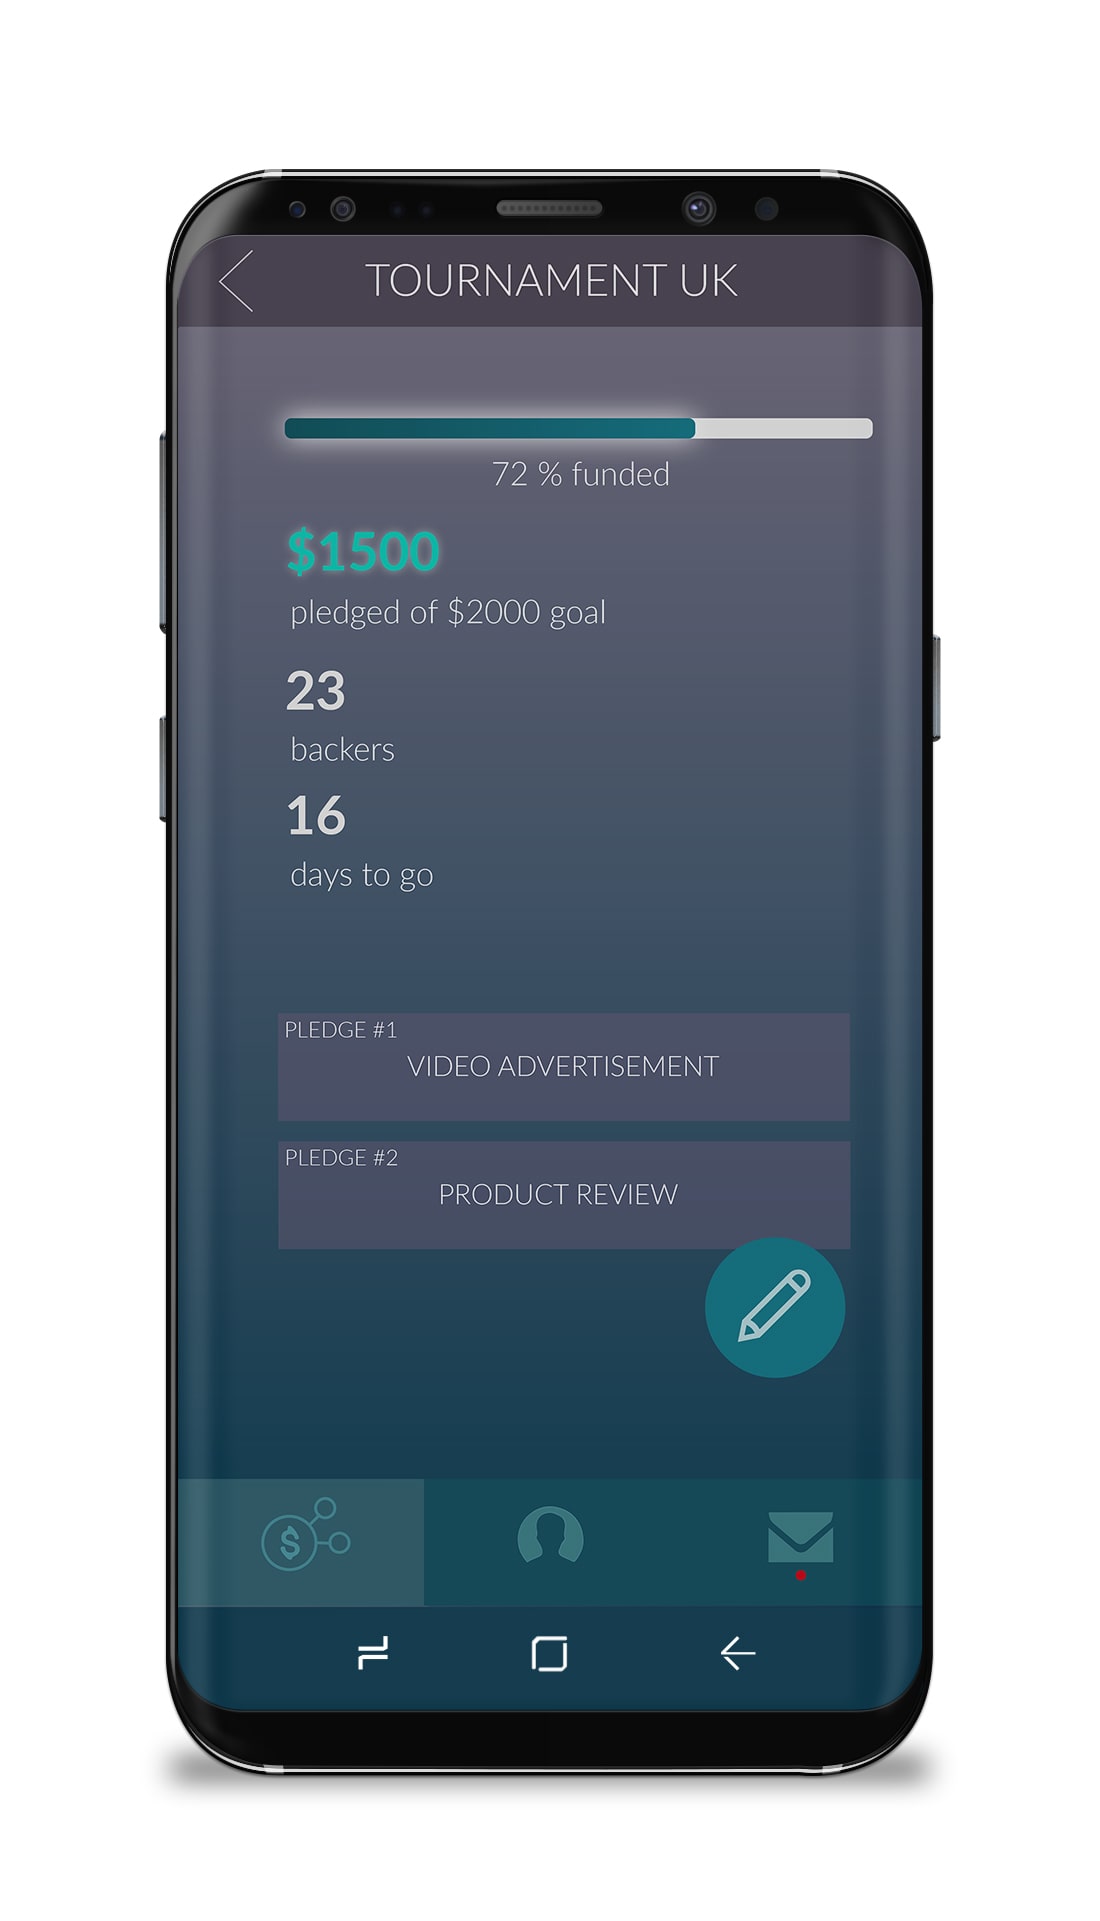 TOURNAMENT UK
72 % funded
$1500
pledged of $2000 goal
23
backers
16
days to go
PLEDGE #1
VIDEO ADVERTISEMENT
PLEDGE #2
PRODUCT REVIEW
$